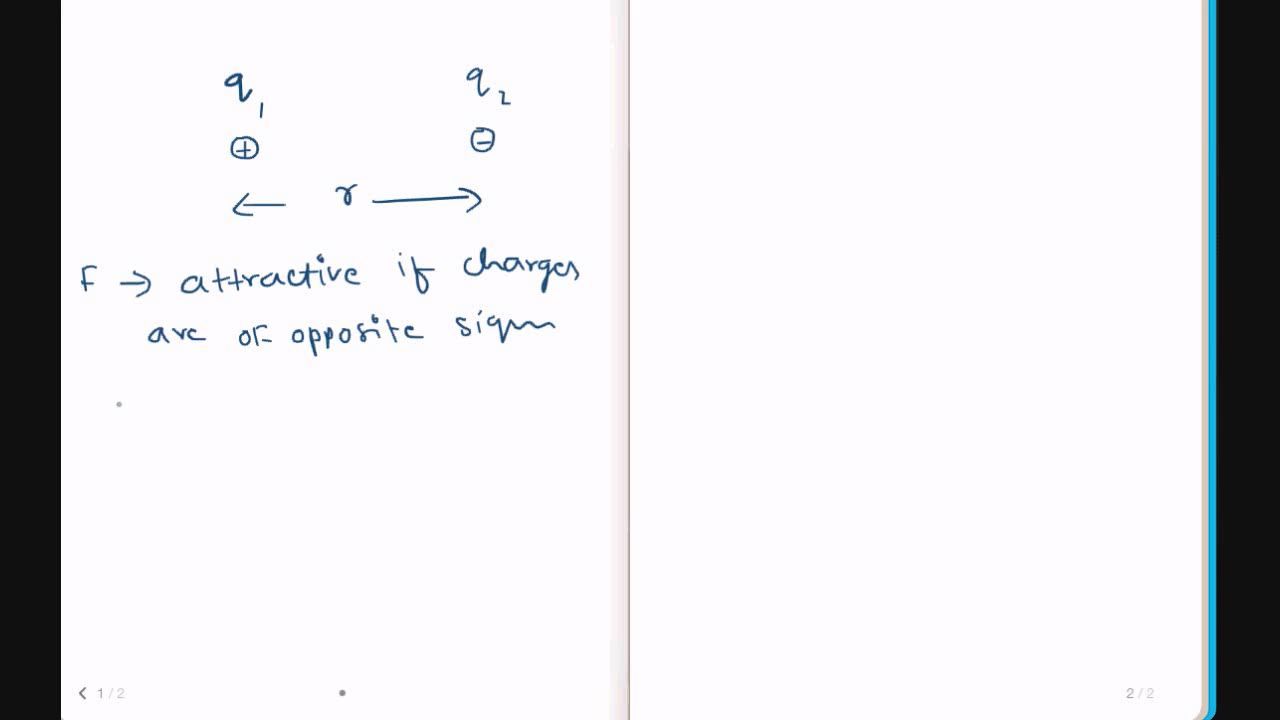 q₁ q₂
⊕ ⊖
← r →
F → attractive if charges
are of opposite sign
< 1 / 2
2 / 2